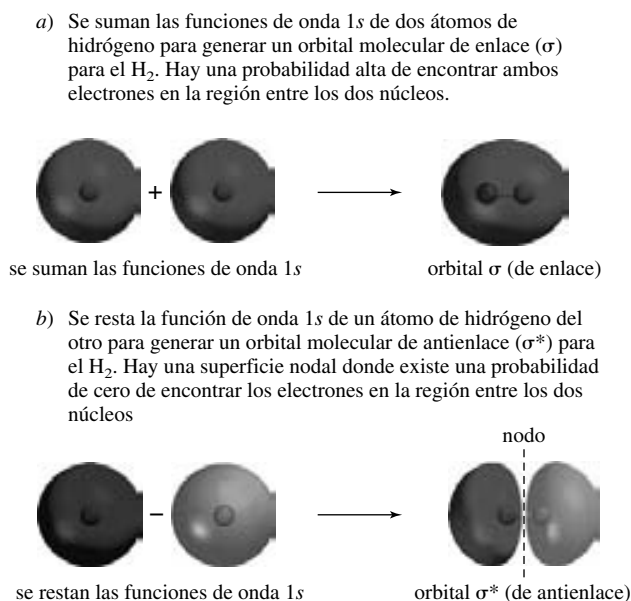 a) Se suman las funciones de onda 1s de dos átomos de
hidrógeno para generar un orbital molecular de enlace (σ)
para el H₂. Hay una probabilidad alta de encontrar ambos
electrones en la región entre los dos núcleos.
+
se suman las funciones de onda 1s
orbital σ (de enlace)
b) Se resta la función de onda 1s de un átomo de hidrógeno del
otro para generar un orbital molecular de antienlace (σ*) para
el H₂. Hay una superficie nodal donde existe una probabilidad
de cero de encontrar los electrones en la región entre los dos
núcleos
nodo
−
se restan las funciones de onda 1s
orbital σ* (de antienlace)